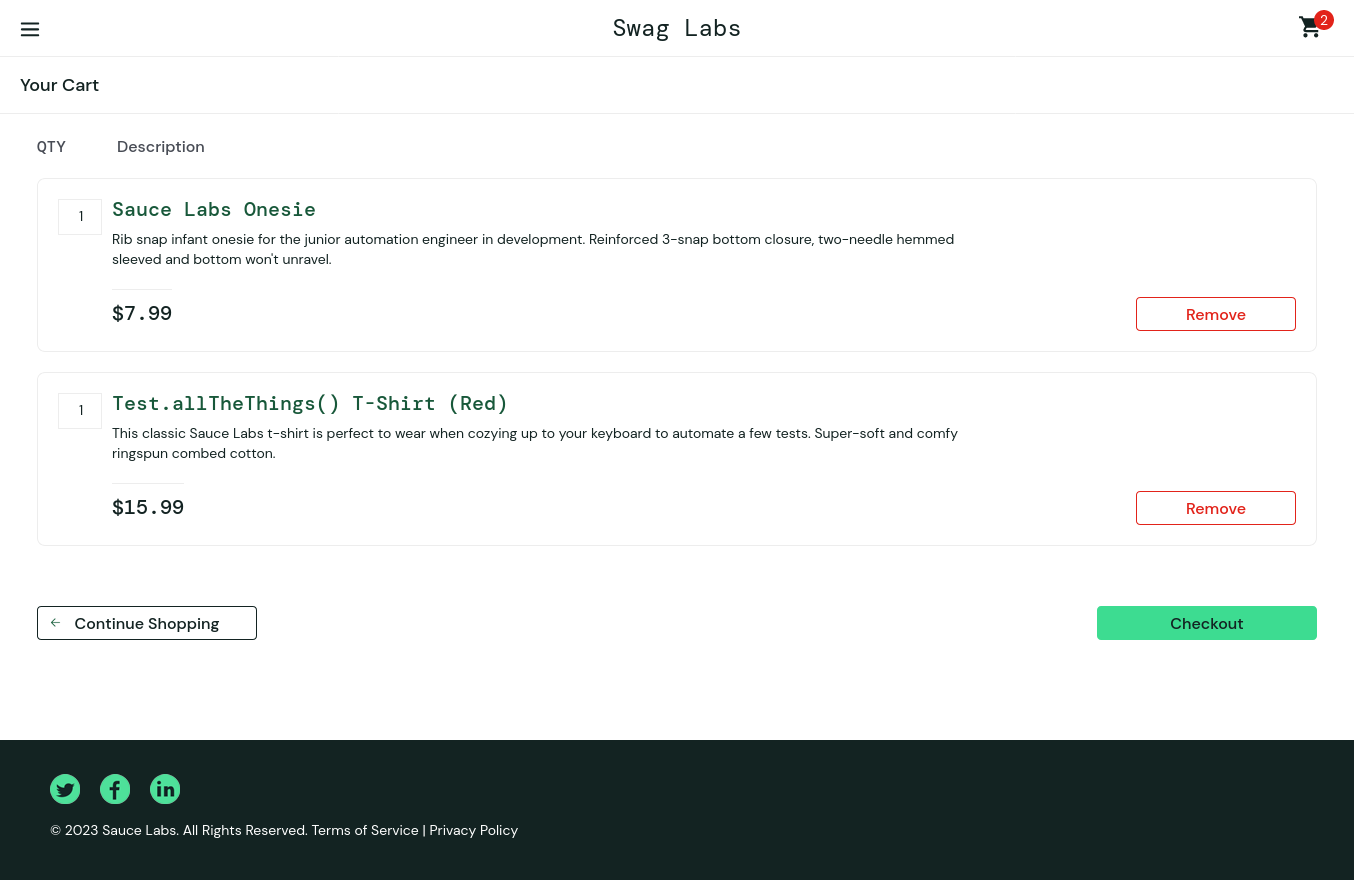 Swag Labs
2
Your Cart
QTY Description
1
Sauce Labs Onesie
Rib snap infant onesie for the junior automation engineer in development. Reinforced 3-snap bottom closure, two-needle hemmed
sleeved and bottom won't unravel.
$7.99
Remove
1
Test.allTheThings() T-Shirt (Red)
This classic Sauce Labs t-shirt is perfect to wear when cozying up to your keyboard to automate a few tests. Super-soft and comfy
ringspun combed cotton.
$15.99
Remove
Continue Shopping
Checkout
© 2023 Sauce Labs. All Rights Reserved. Terms of Service | Privacy Policy